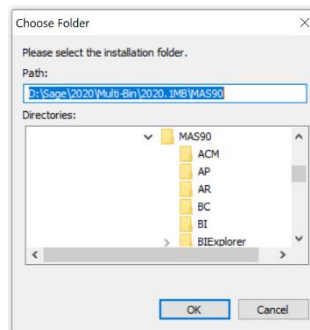 Choose Folder
Please select the installation folder.
Path:
D:\Sage\2020\Multi-Bin\2020.1MB\MAS90
Directories:
MAS90
ACM
AP
AR
BC
BI
BIExplorer
OK Cancel